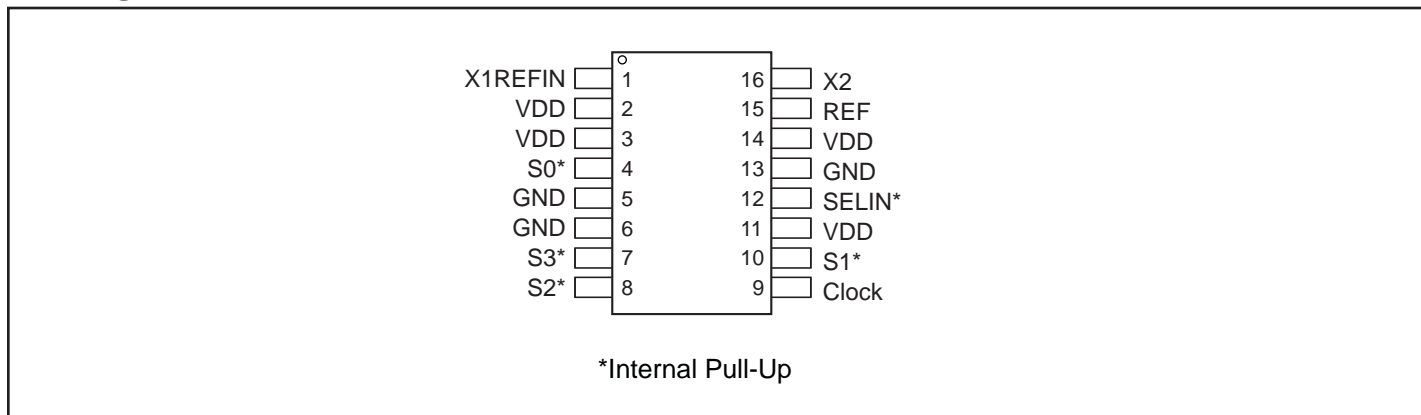 X1REFIN 1 16 X2
VDD 2 15 REF
VDD 3 14 VDD
S0* 4 13 GND
GND 5 12 SELIN*
GND 6 11 VDD
S3* 7 10 S1*
S2* 8 9 Clock
*Internal Pull-Up